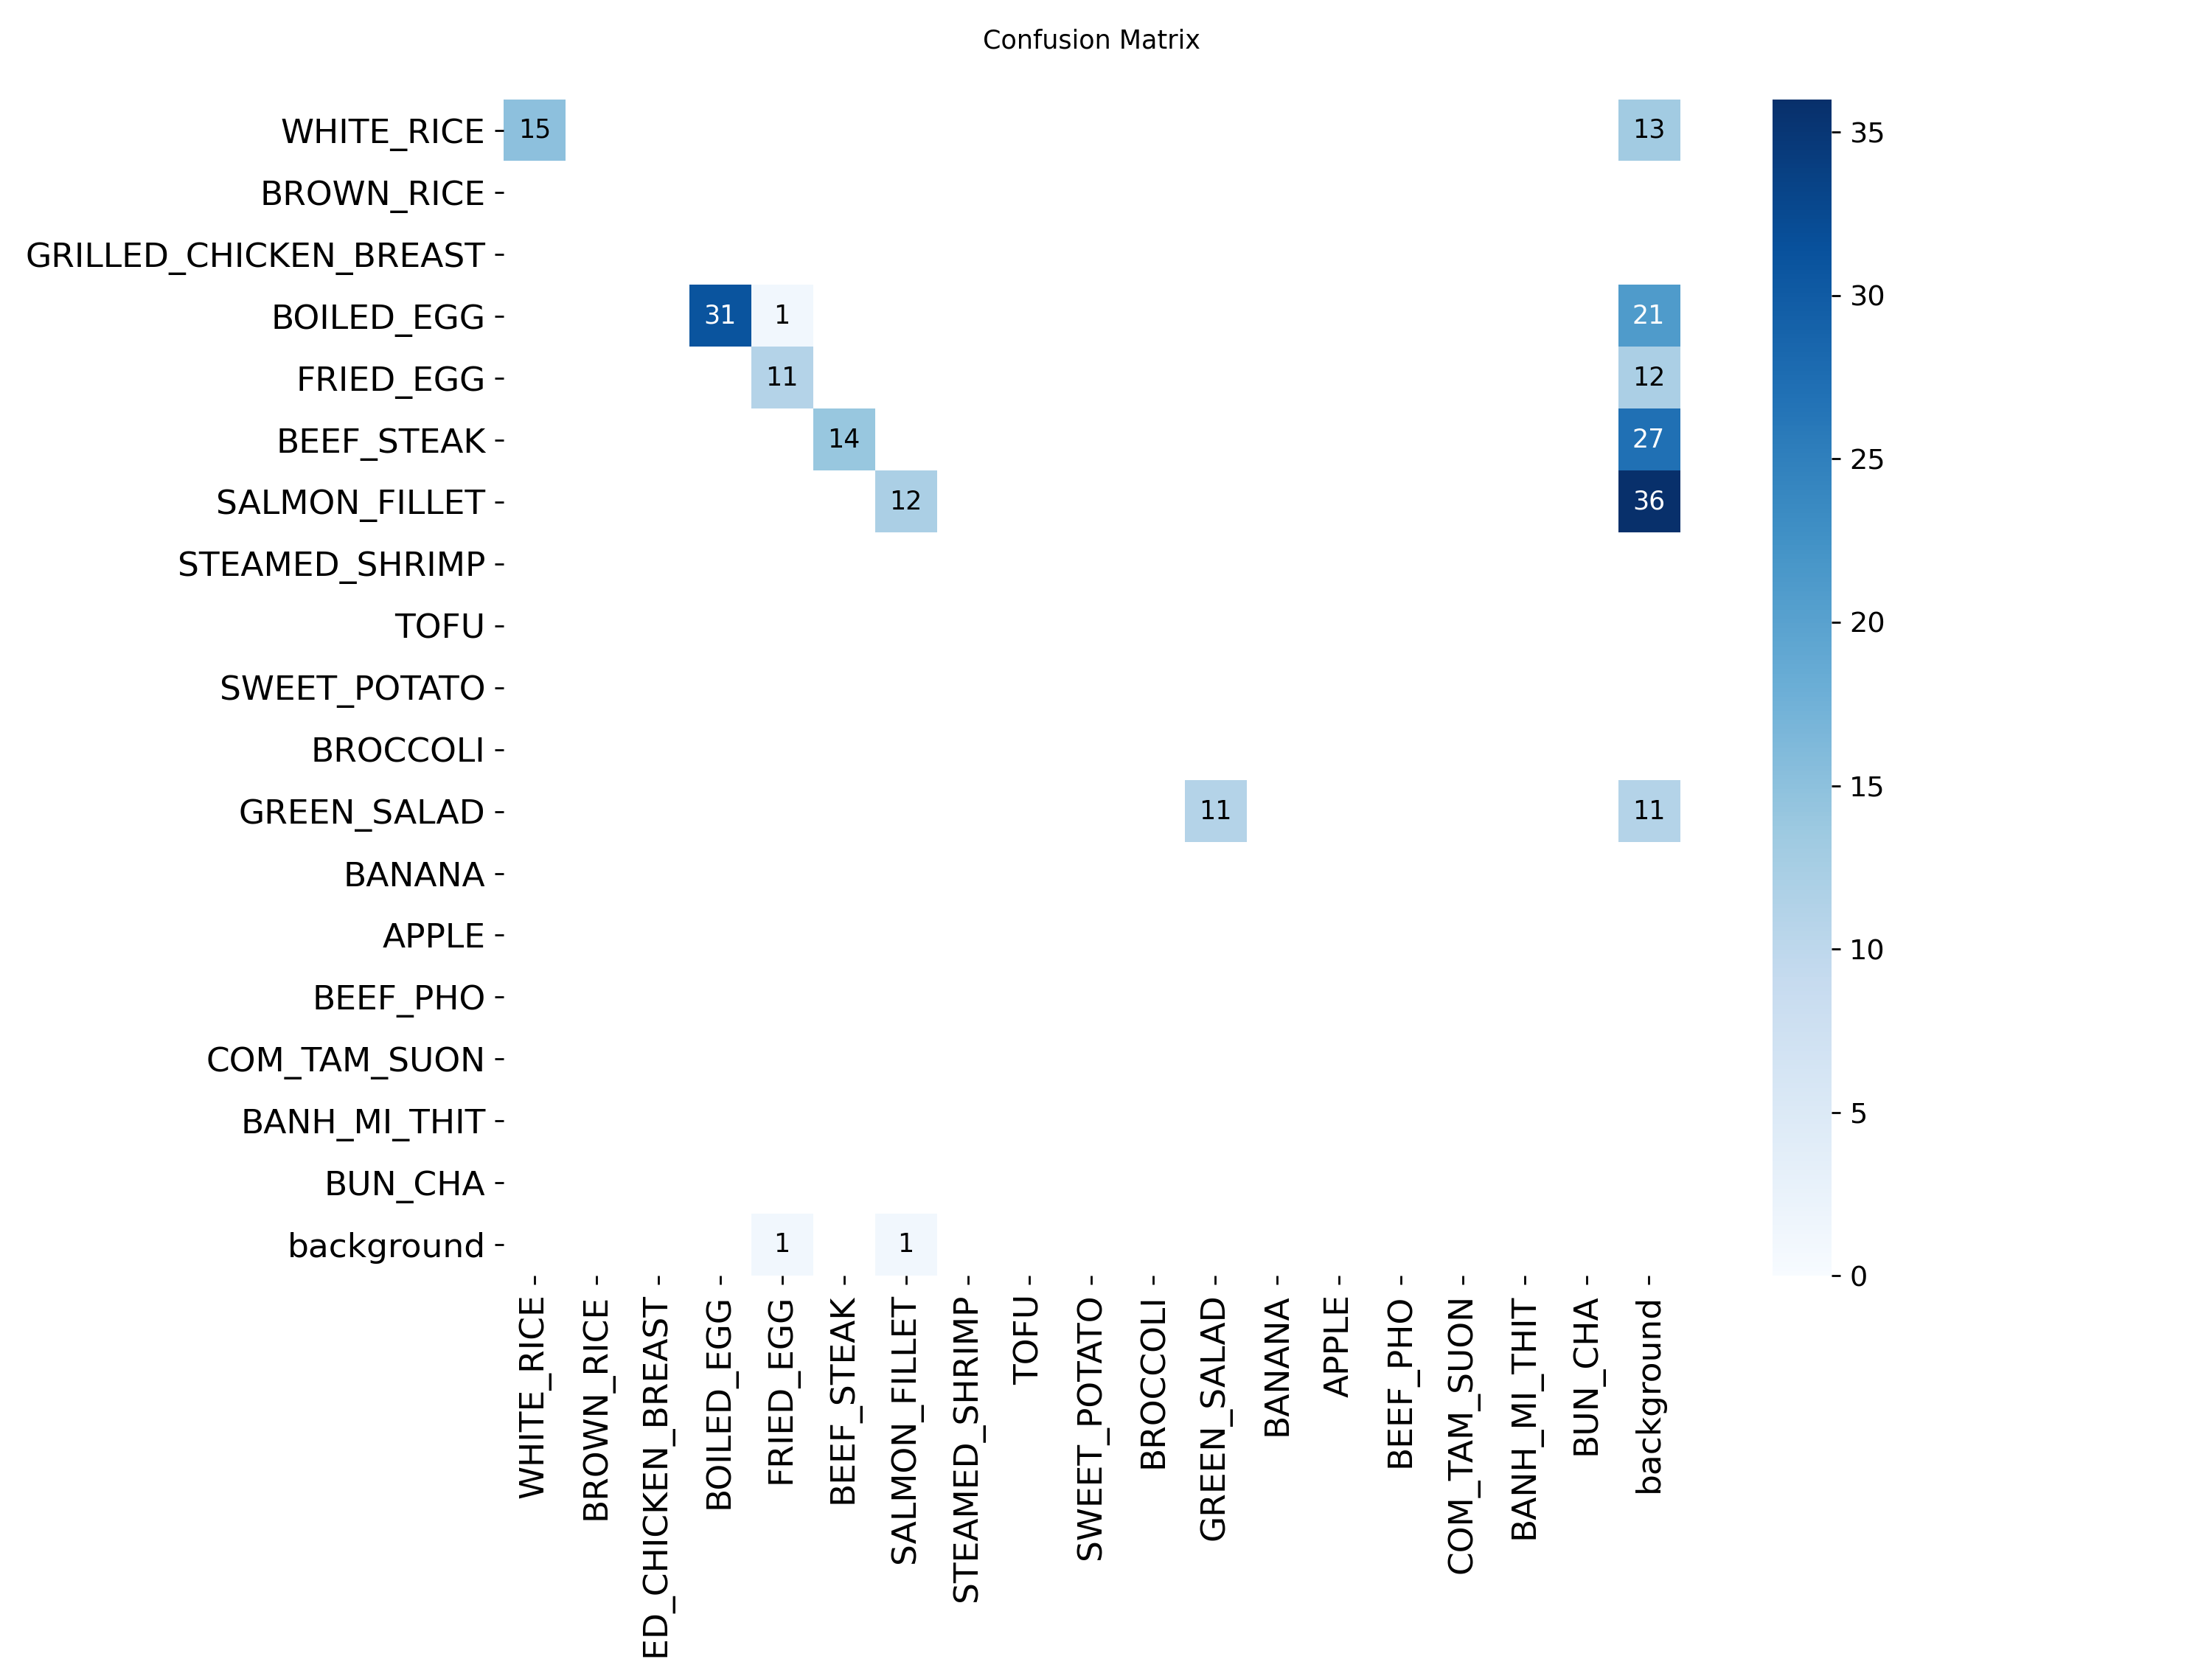 Confusion Matrix
WHITE_RICE
15
13
BROWN_RICE
GRILLED_CHICKEN_BREAST
BOILED_EGG
31
1
21
FRIED_EGG
11
12
BEEF_STEAK
14
27
SALMON_FILLET
12
36
STEAMED_SHRIMP
TOFU
SWEET_POTATO
BROCCOLI
GREEN_SALAD
11
11
BANANA
APPLE
BEEF_PHO
COM_TAM_SUON
BANH_MI_THIT
BUN_CHA
background
1
1
WHITE_RICE
BROWN_RICE
ED_CHICKEN_BREAST
BOILED_EGG
FRIED_EGG
BEEF_STEAK
SALMON_FILLET
STEAMED_SHRIMP
TOFU
SWEET_POTATO
BROCCOLI
GREEN_SALAD
BANANA
APPLE
BEEF_PHO
COM_TAM_SUON
BANH_MI_THIT
BUN_CHA
background
35
30
25
20
15
10
5
0